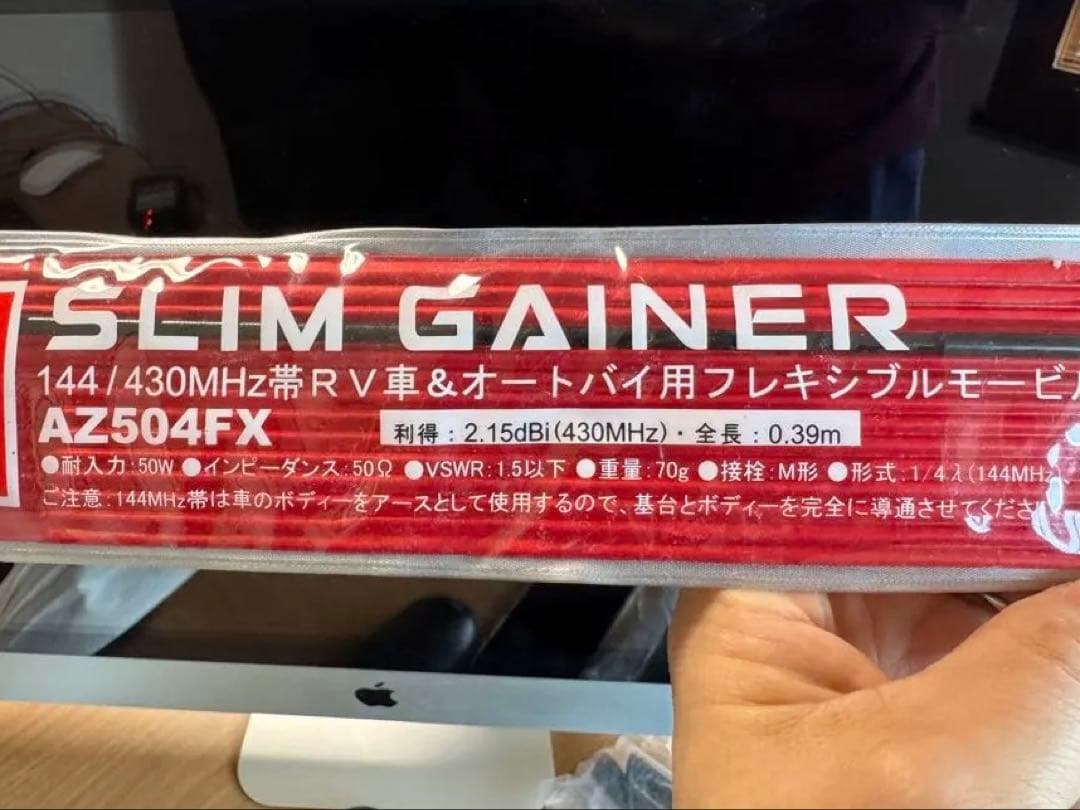 SLIM GAINER
144/430MHz帯RV車&オートバイ用フレキシブルモービル
AZ504FX
利得:2.15dBi(430MHz)・全長:0.39m
●耐入力:50W ●インピーダンス:50Ω ●VSWR:1.5以下 ●重量:70g ●接栓:M形 ●形式:1/4λ(144MHz)、
ご注意:144MHz帯は車のボディーをアースとして使用するので、基台とボディーを完全に導通させてくださ